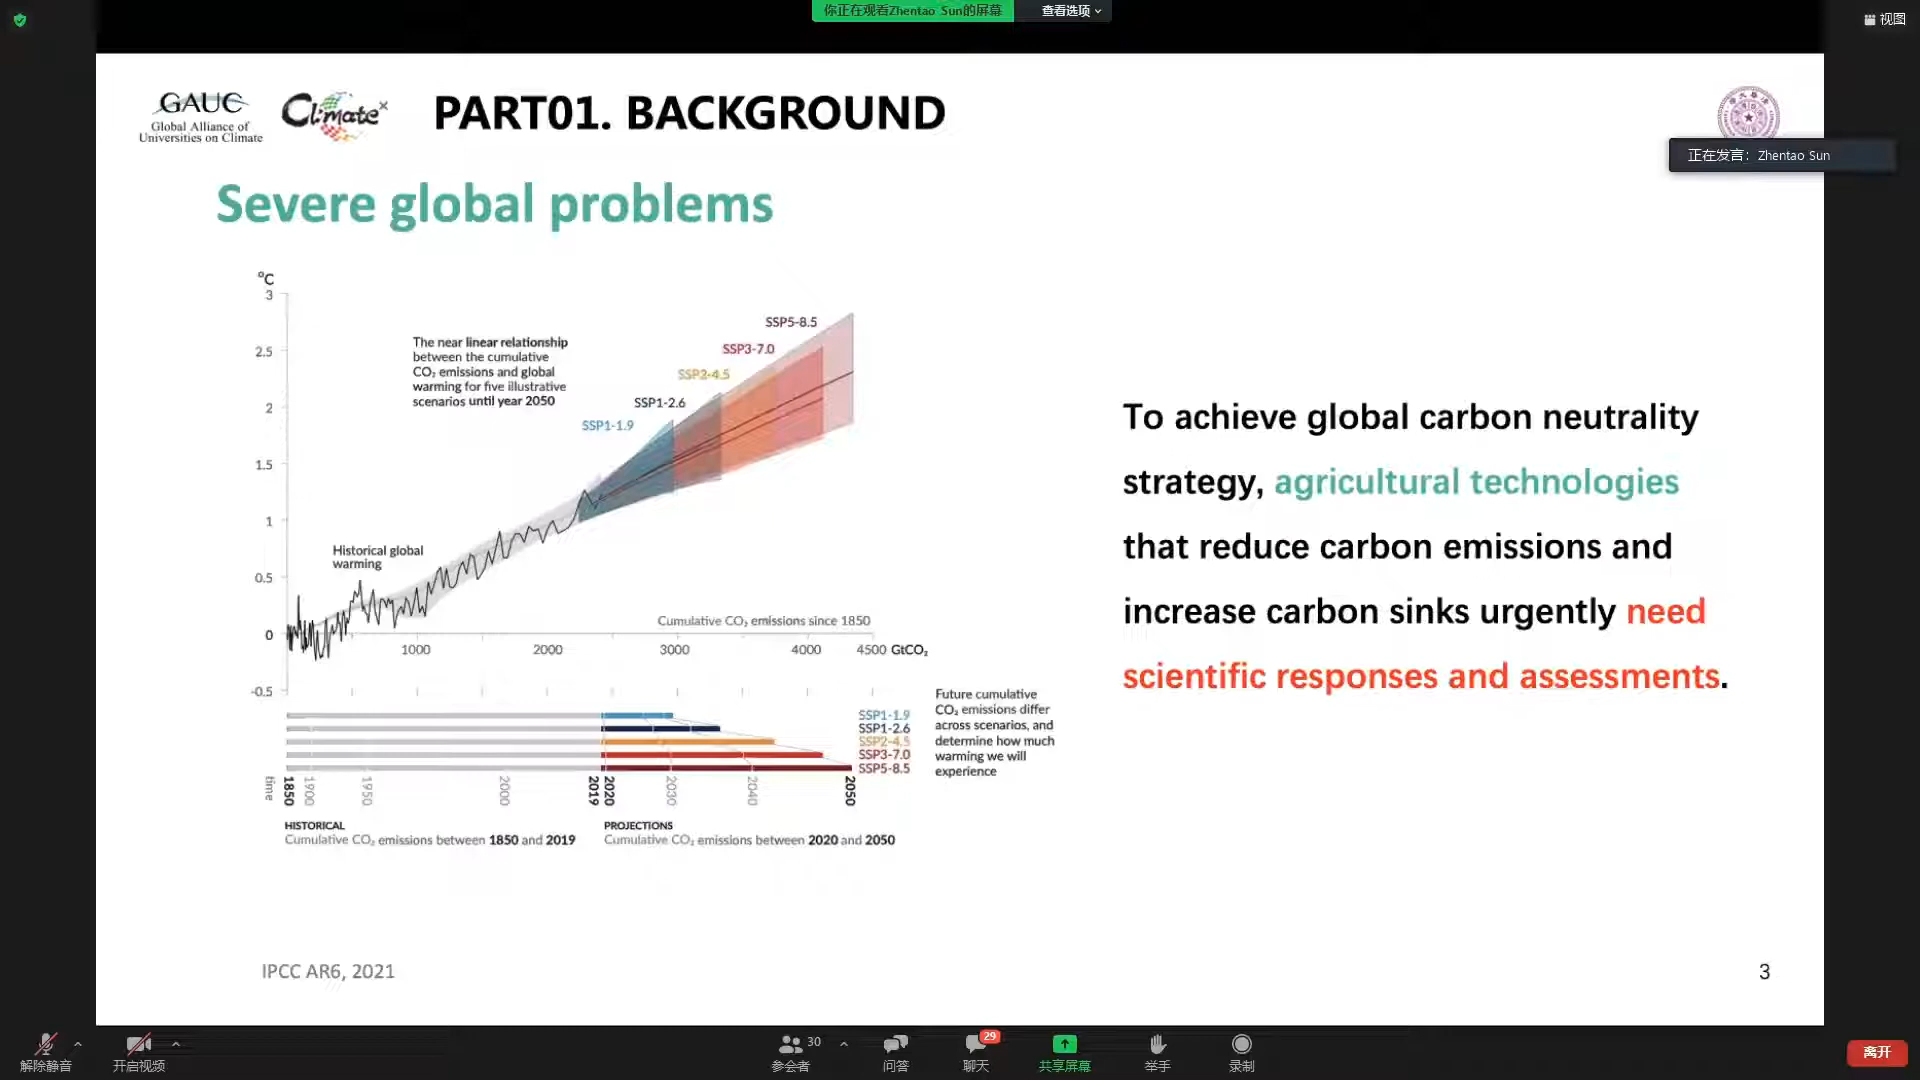 你正在观看Zhentao Sun的屏幕
查看选项
视图
GAUC
Global Alliance of
Universities on Climate
Climate x
PART01. BACKGROUND
正在发言: Zhentao Sun
Severe global problems
°C
3
2.5
2
1.5
1
0.5
0
-0.5
The near linear relationship
between the cumulative
CO₂ emissions and global
warming for five illustrative
scenarios until year 2050
SSP5-8.5
SSP3-7.0
SSP2-4.5
SSP1-2.6
SSP1-1.9
Historical global
warming
Cumulative CO₂ emissions since 1850
1000 2000 3000 4000 4500 GtCO₂
SSP1-1.9
SSP1-2.6
SSP2-4.5
SSP3-7.0
SSP5-8.5
Future cumulative
CO₂ emissions differ
across scenarios, and
determine how much
warming we will
experience
time 1850 1900 1950 2000 2019 2020 2030 2040 2050
HISTORICAL
Cumulative CO₂ emissions between 1850 and 2019
PROJECTIONS
Cumulative CO₂ emissions between 2020 and 2050
To achieve global carbon neutrality
strategy, agricultural technologies
that reduce carbon emissions and
increase carbon sinks urgently need
scientific responses and assessments.
IPCC AR6, 2021
3
解除静音
开启视频
30
参会者
问答
29
聊天
共享屏幕
举手
录制
离开